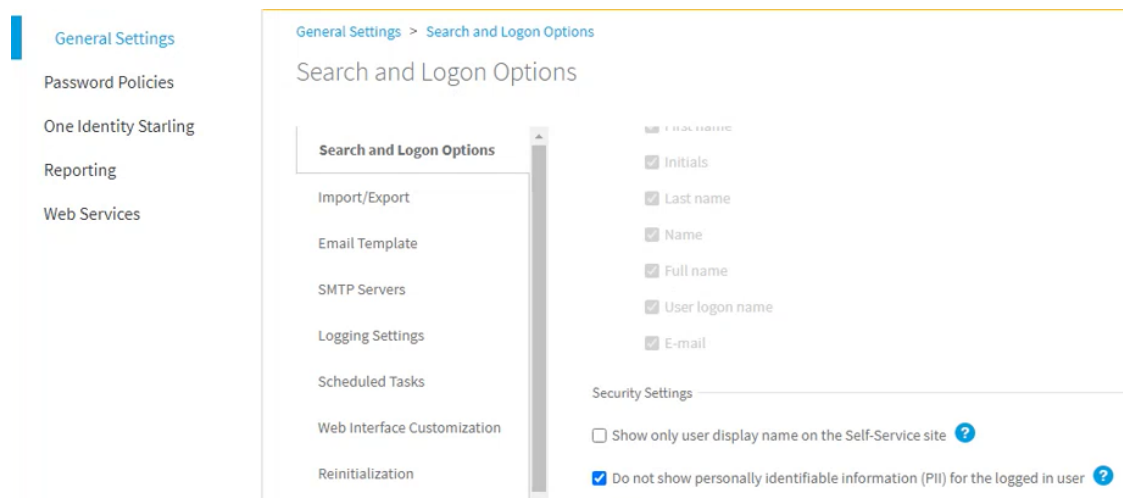 General Settings
Password Policies
One Identity Starling
Reporting
Web Services
General Settings > Search and Logon Options
Search and Logon Options
Search and Logon Options
Import/Export
Email Template
SMTP Servers
Logging Settings
Scheduled Tasks
Web Interface Customization
Reinitialization
First name
Initials
Last name
Name
Full name
User logon name
E-mail
Security Settings
Show only user display name on the Self-Service site ?
Do not show personally identifiable information (PII) for the logged in user ?